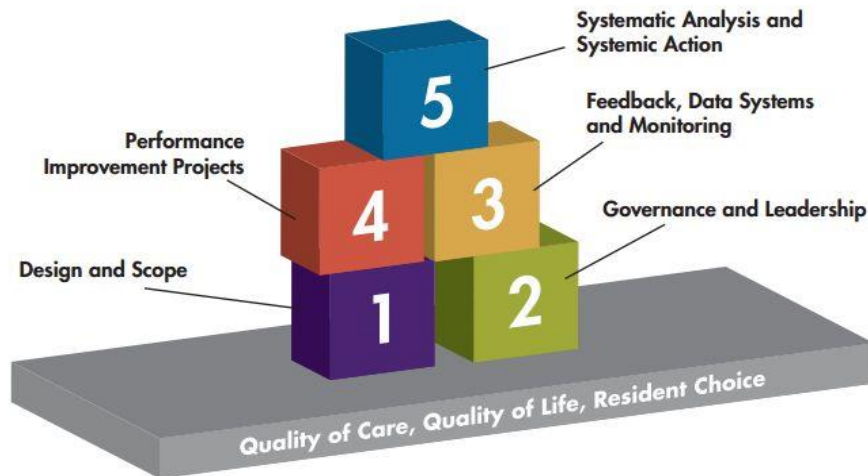 Systematic Analysis and
Systemic Action
5
Feedback, Data Systems
and Monitoring
Performance
Improvement Projects
4
3
Governance and Leadership
Design and Scope
1
2
Quality of Care, Quality of Life, Resident Choice